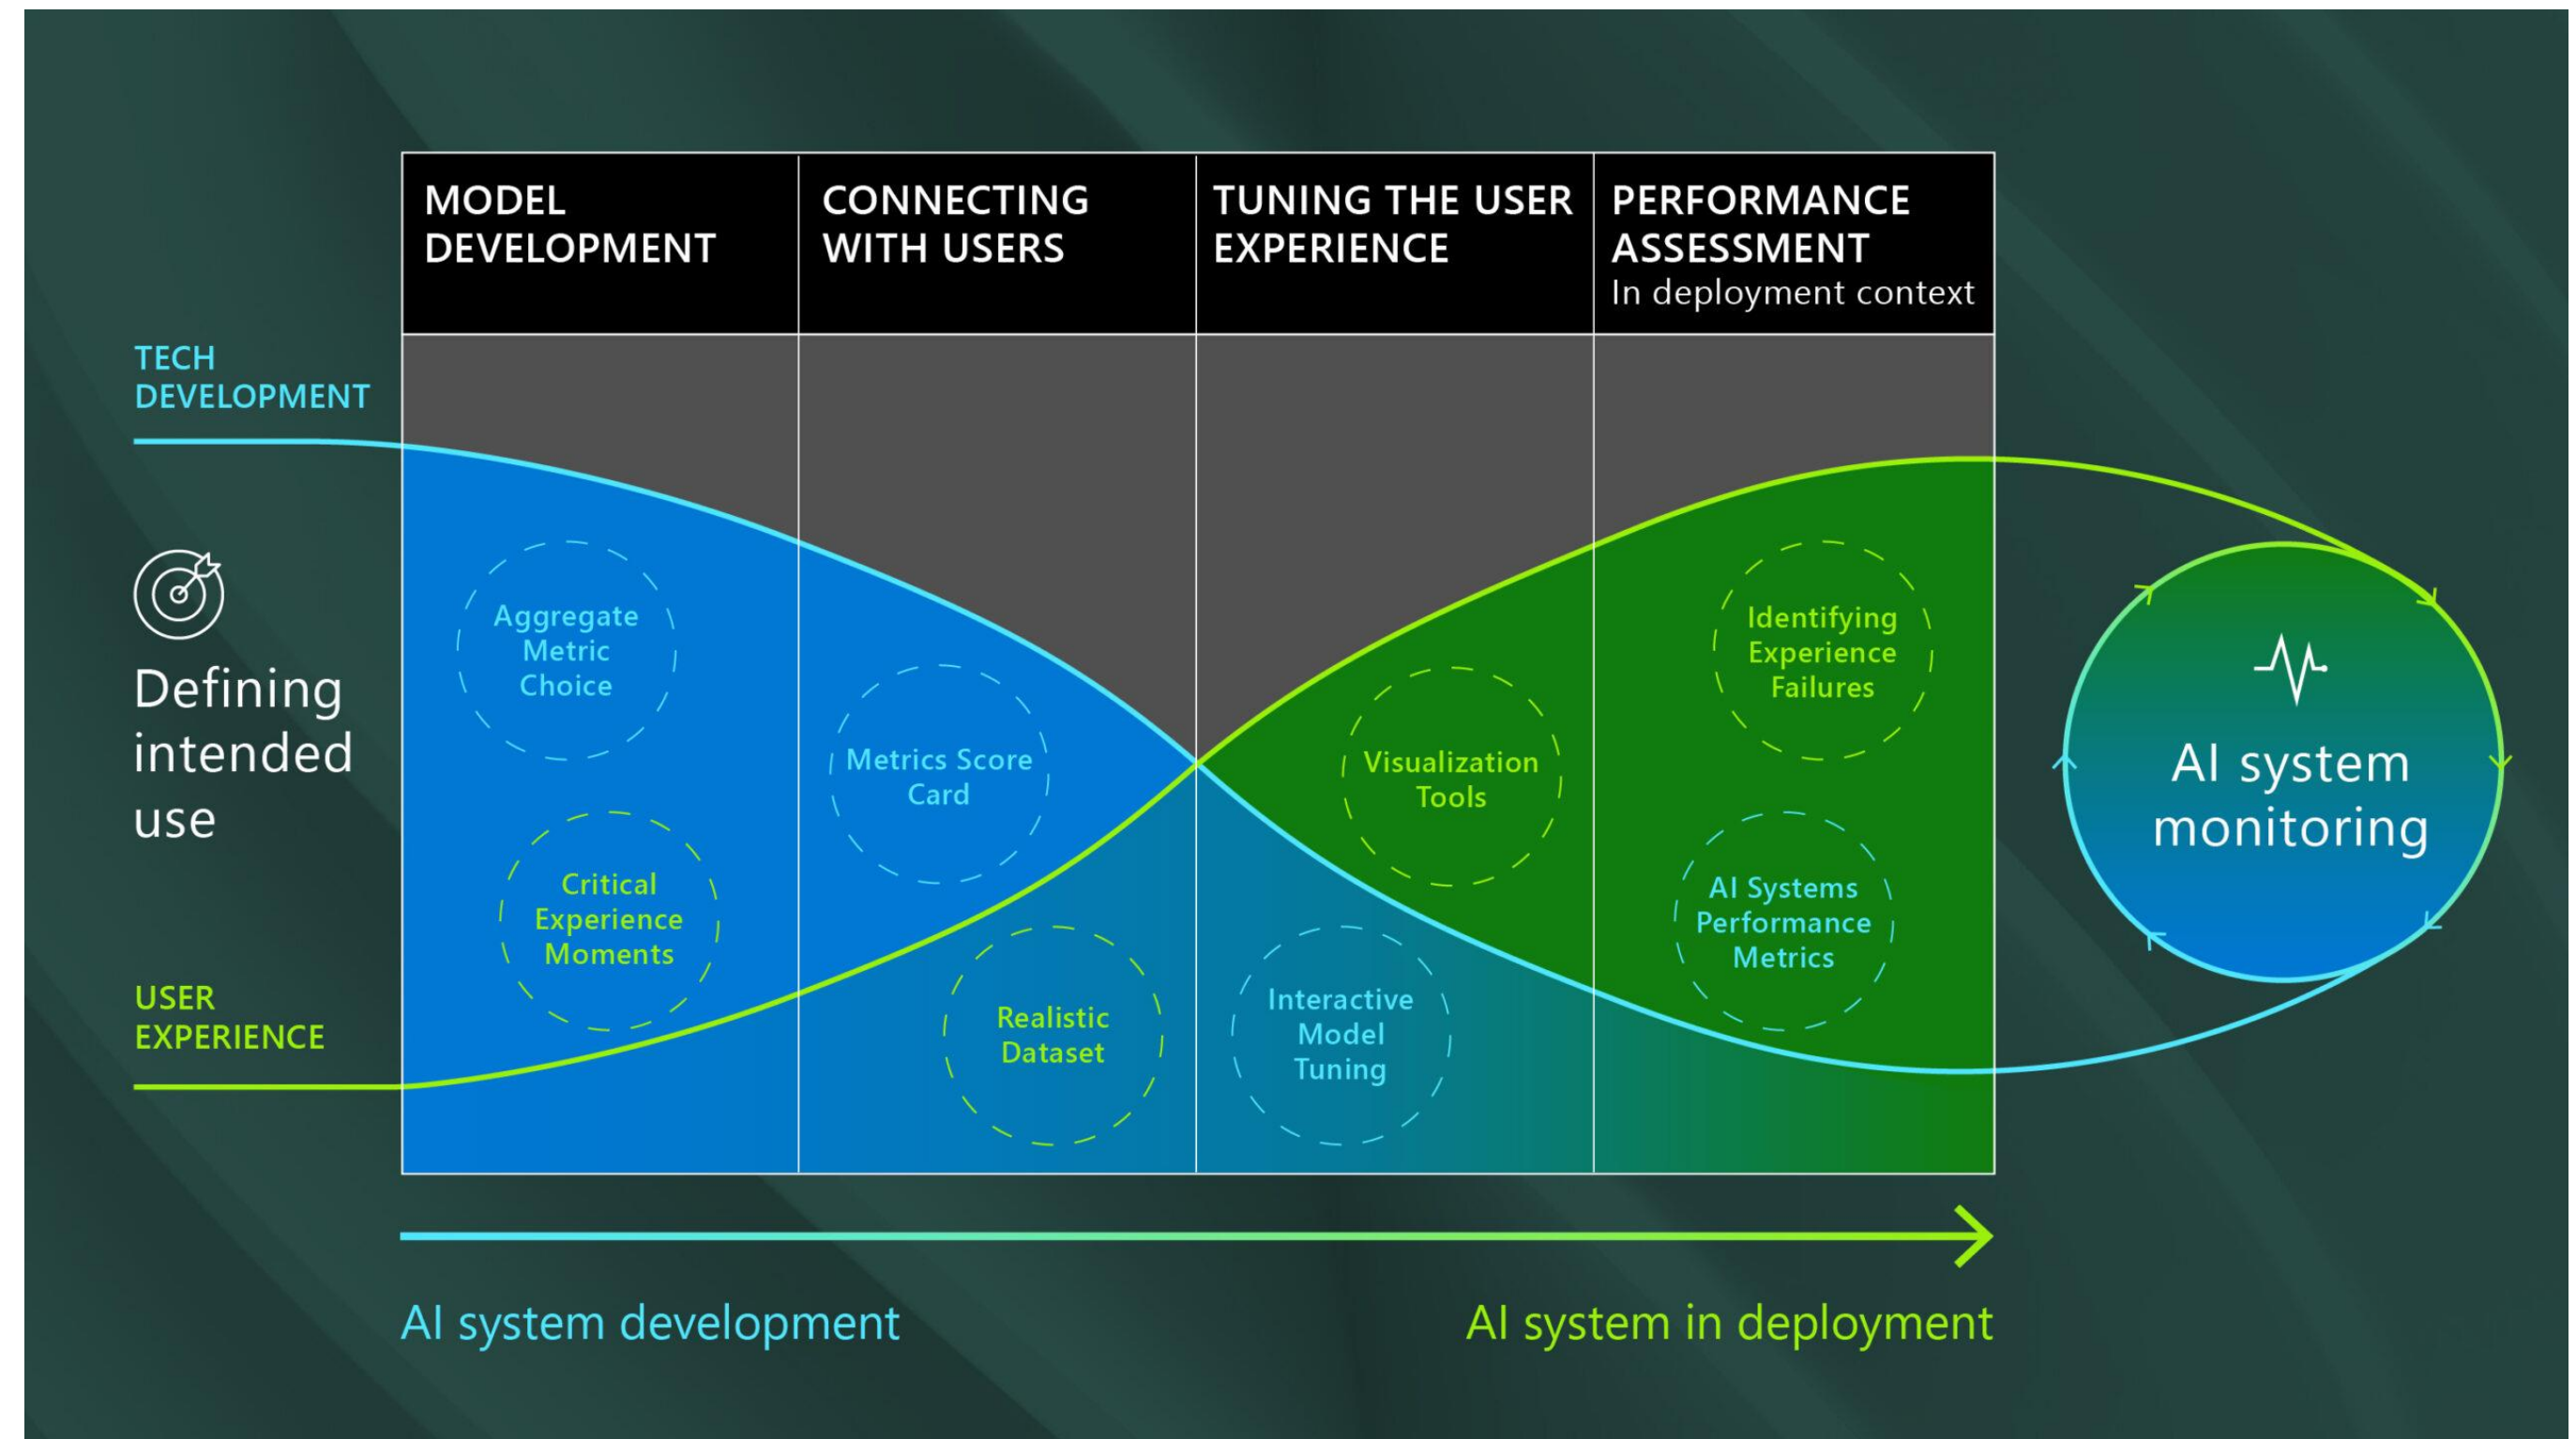 MODEL
DEVELOPMENT
CONNECTING
WITH USERS
TUNING THE USER
EXPERIENCE
PERFORMANCE
ASSESSMENT
In deployment context
TECH
DEVELOPMENT
Defining
intended
use
USER
EXPERIENCE
Aggregate
Metric
Choice
Critical
Experience
Moments
Metrics Score
Card
Realistic
Dataset
Visualization
Tools
Interactive
Model
Tuning
Identifying
Experience
Failures
AI Systems
Performance
Metrics
AI system
monitoring
AI system development
AI system in deployment